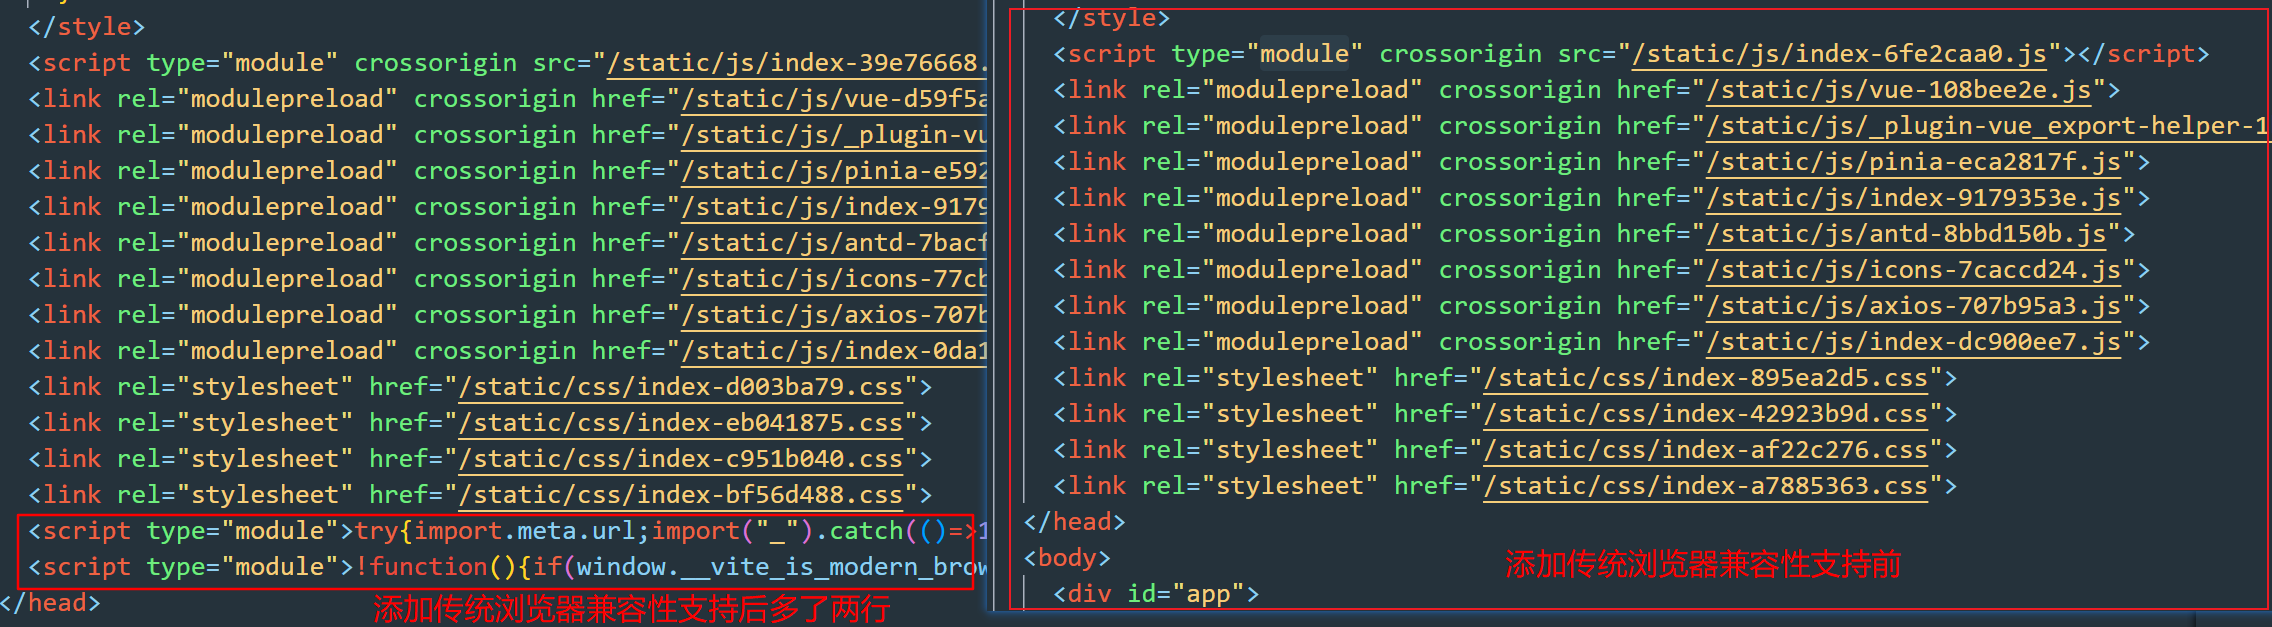 </style>
<script type="module" crossorigin src="/static/js/index-39e76668.
<link rel="modulepreload" crossorigin href="/static/js/vue-d59f5a
<link rel="modulepreload" crossorigin href="/static/js/_plugin-vu
<link rel="modulepreload" crossorigin href="/static/js/pinia-e592
<link rel="modulepreload" crossorigin href="/static/js/index-9179
<link rel="modulepreload" crossorigin href="/static/js/antd-7bacf
<link rel="modulepreload" crossorigin href="/static/js/icons-77cb
<link rel="modulepreload" crossorigin href="/static/js/axios-707b
<link rel="modulepreload" crossorigin href="/static/js/index-0da1
<link rel="stylesheet" href="/static/css/index-d003ba79.css">
<link rel="stylesheet" href="/static/css/index-eb041875.css">
<link rel="stylesheet" href="/static/css/index-c951b040.css">
<link rel="stylesheet" href="/static/css/index-bf56d488.css">
<script type="module">try{import.meta.url;import("_").catch(()=>1
<script type="module">!function(){if(window.__vite_is_modern_brow
</head>
添加传统浏览器兼容性支持后多了两行
</style>
<script type="module" crossorigin src="/static/js/index-6fe2caa0.js"></script>
<link rel="modulepreload" crossorigin href="/static/js/vue-108bee2e.js">
<link rel="modulepreload" crossorigin href="/static/js/_plugin-vue_export-helper-1
<link rel="modulepreload" crossorigin href="/static/js/pinia-eca2817f.js">
<link rel="modulepreload" crossorigin href="/static/js/index-9179353e.js">
<link rel="modulepreload" crossorigin href="/static/js/antd-8bbd150b.js">
<link rel="modulepreload" crossorigin href="/static/js/icons-7caccd24.js">
<link rel="modulepreload" crossorigin href="/static/js/axios-707b95a3.js">
<link rel="modulepreload" crossorigin href="/static/js/index-dc900ee7.js">
<link rel="stylesheet" href="/static/css/index-895ea2d5.css">
<link rel="stylesheet" href="/static/css/index-42923b9d.css">
<link rel="stylesheet" href="/static/css/index-af22c276.css">
<link rel="stylesheet" href="/static/css/index-a7885363.css">
</head>
<body>
添加传统浏览器兼容性支持前
<div id="app">